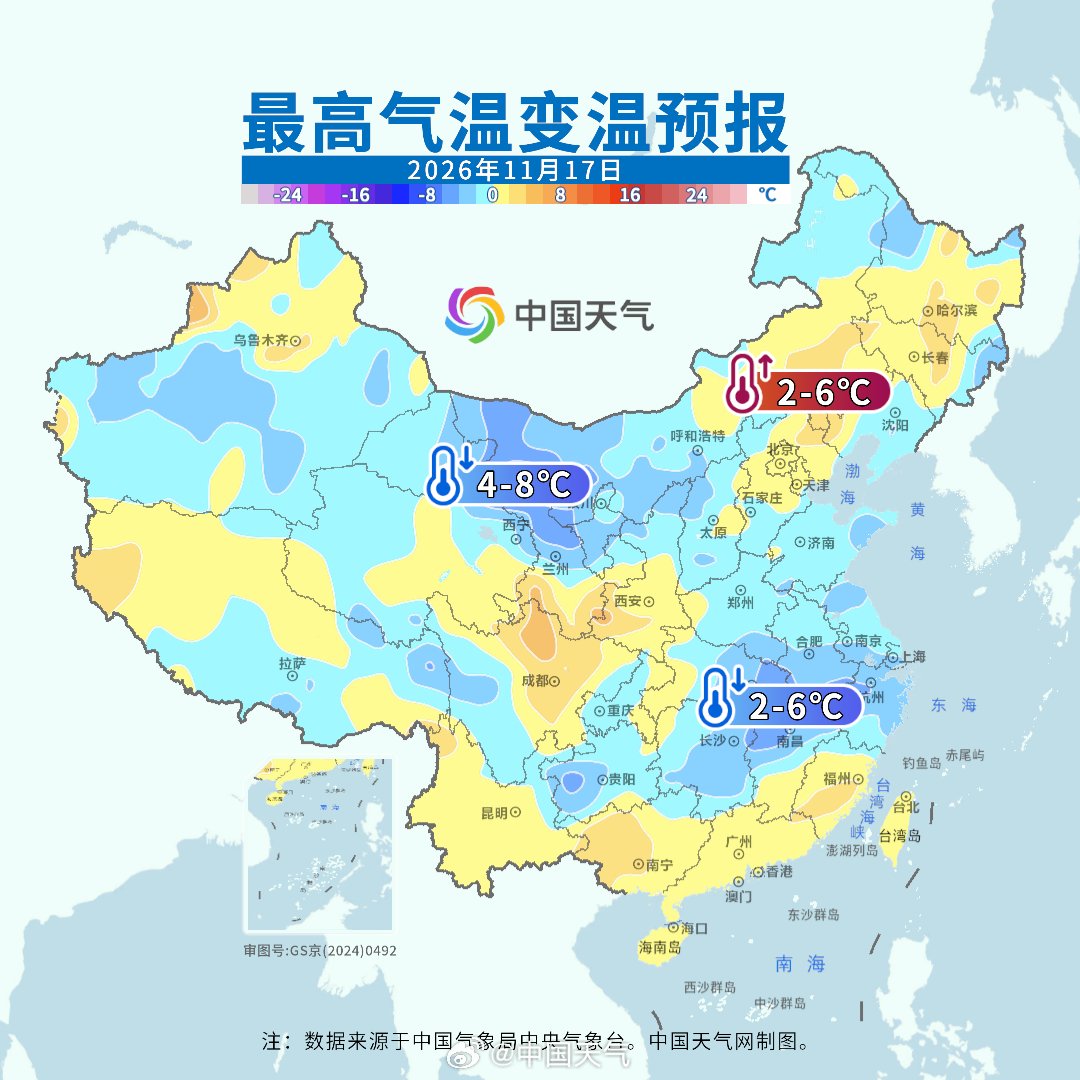 最高气温变温预报
2026年11月17日
-24 -16 -8 0 8 16 24 ℃
中国天气
哈尔滨
乌鲁木齐
长春
2-6℃
沈阳
呼和浩特
北京
4-8℃
天津
渤海
石家庄
黄海
西宁
太原
济南
兰州
西安
郑州
合肥
南京
上海
拉萨
成都
重庆
2-6℃
杭州
东海
长沙
南昌
钓鱼岛
赤尾屿
贵阳
福州
台湾海峡
台北
昆明
台湾岛
广州
澎湖列岛
南宁
香港
澳门
东沙群岛
海口
海南岛
审图号:GS京(2024)0492
南海
西沙群岛
中沙群岛
注：数据来源于中国气象局中央气象台。中国天气网制图。
@中国天气